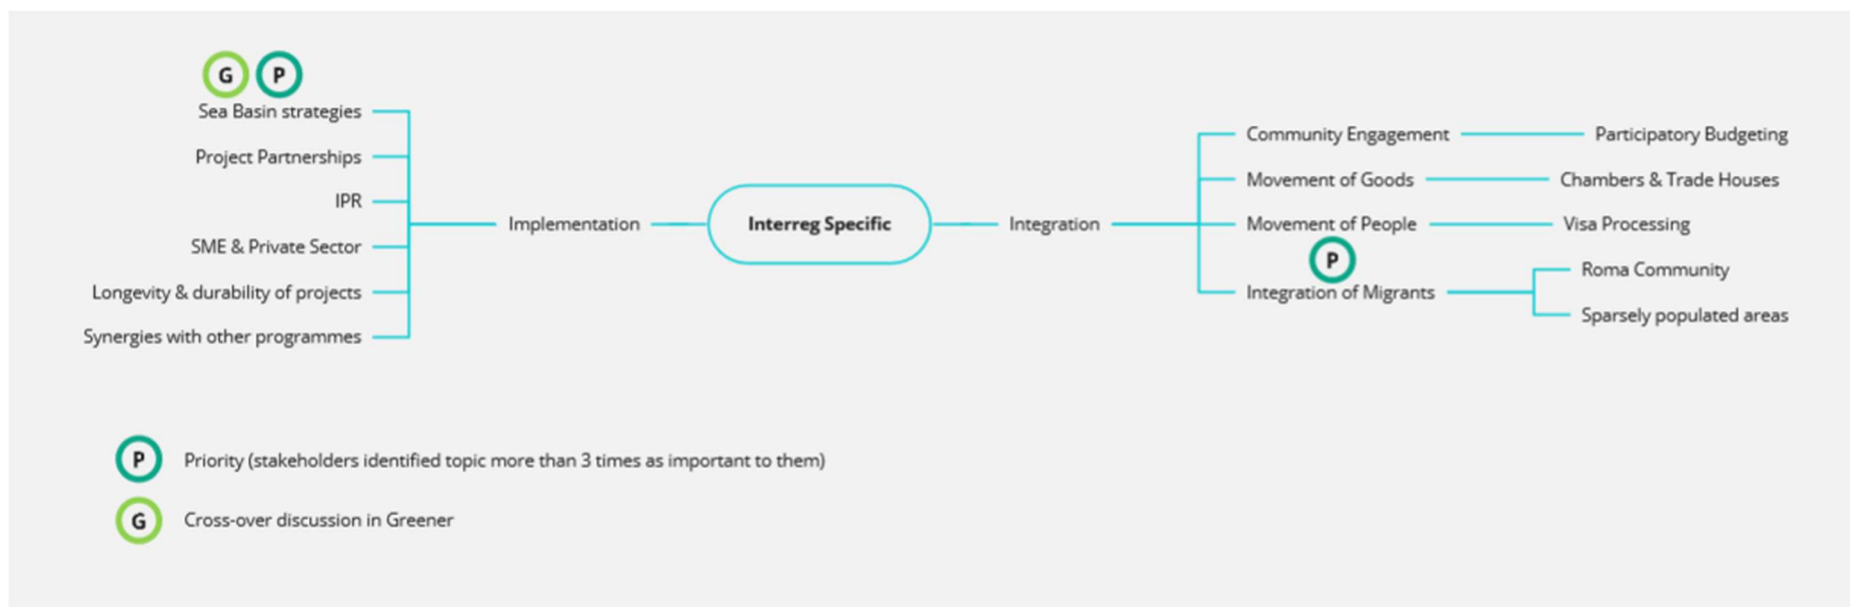 G P
Sea Basin strategies
Project Partnerships
IPR
SME & Private Sector
Longevity & durability of projects
Synergies with other programmes
Implementation
Interreg Specific
Integration
Community Engagement
Participatory Budgeting
Movement of Goods
Chambers & Trade Houses
Movement of People
Visa Processing
P
Integration of Migrants
Roma Community
Sparsely populated areas
P Priority (stakeholders identified topic more than 3 times as important to them)
G Cross-over discussion in Greener